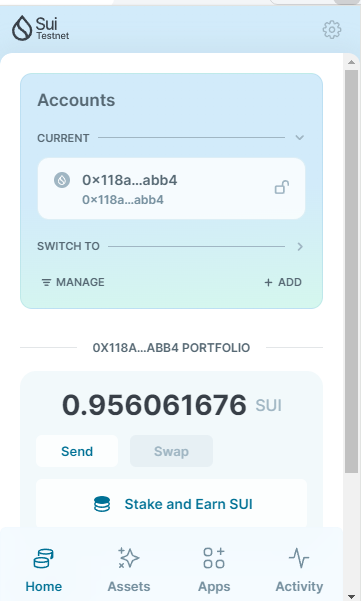 Sui
Testnet
Accounts
CURRENT
0×118a...abb4
0×118a...abb4
SWITCH TO
MANAGE
+ ADD
0X118A...ABB4 PORTFOLIO
0.956061676 SUI
Send
Swap
Stake and Earn SUI
Home
Assets
Apps
Activity